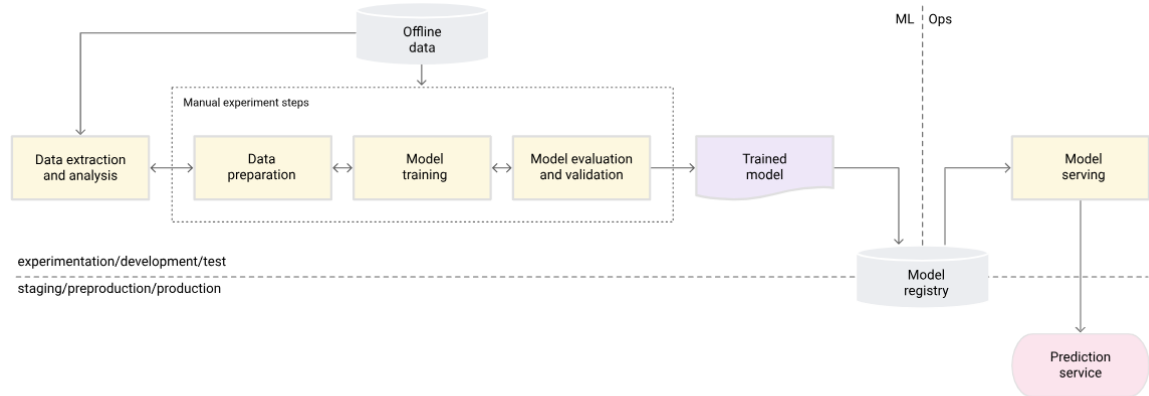 Offline
data
ML
Ops
Manual experiment steps
Data extraction
and analysis
Data
preparation
Model
training
Model evaluation
and validation
Trained
model
Model
serving
experimentation/development/test
staging/preproduction/production
Model
registry
Prediction
service